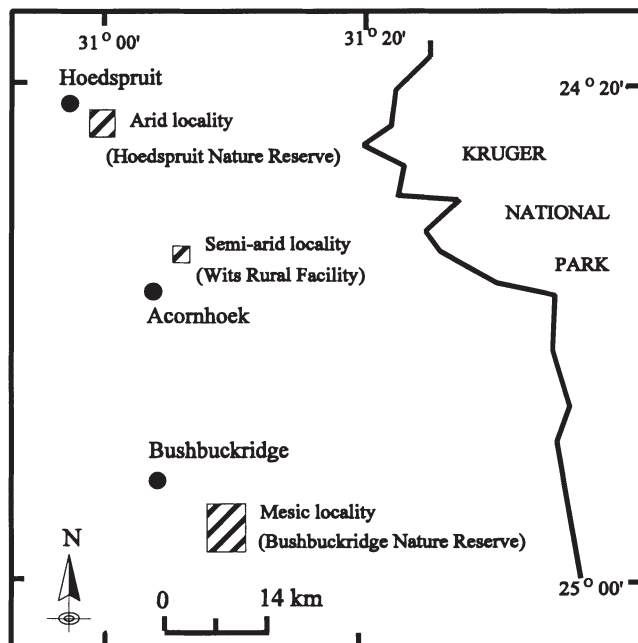 31° 00'
31° 20'
24° 20'
Hoedspruit
Arid locality
(Hoedspruit Nature Reserve)
KRUGER
NATIONAL
PARK
Semi-arid locality
(Wits Rural Facility)
Acornhoek
Bushbuckridge
Mesic locality
(Bushbuckridge Nature Reserve)
N
0 14 km
25° 00'